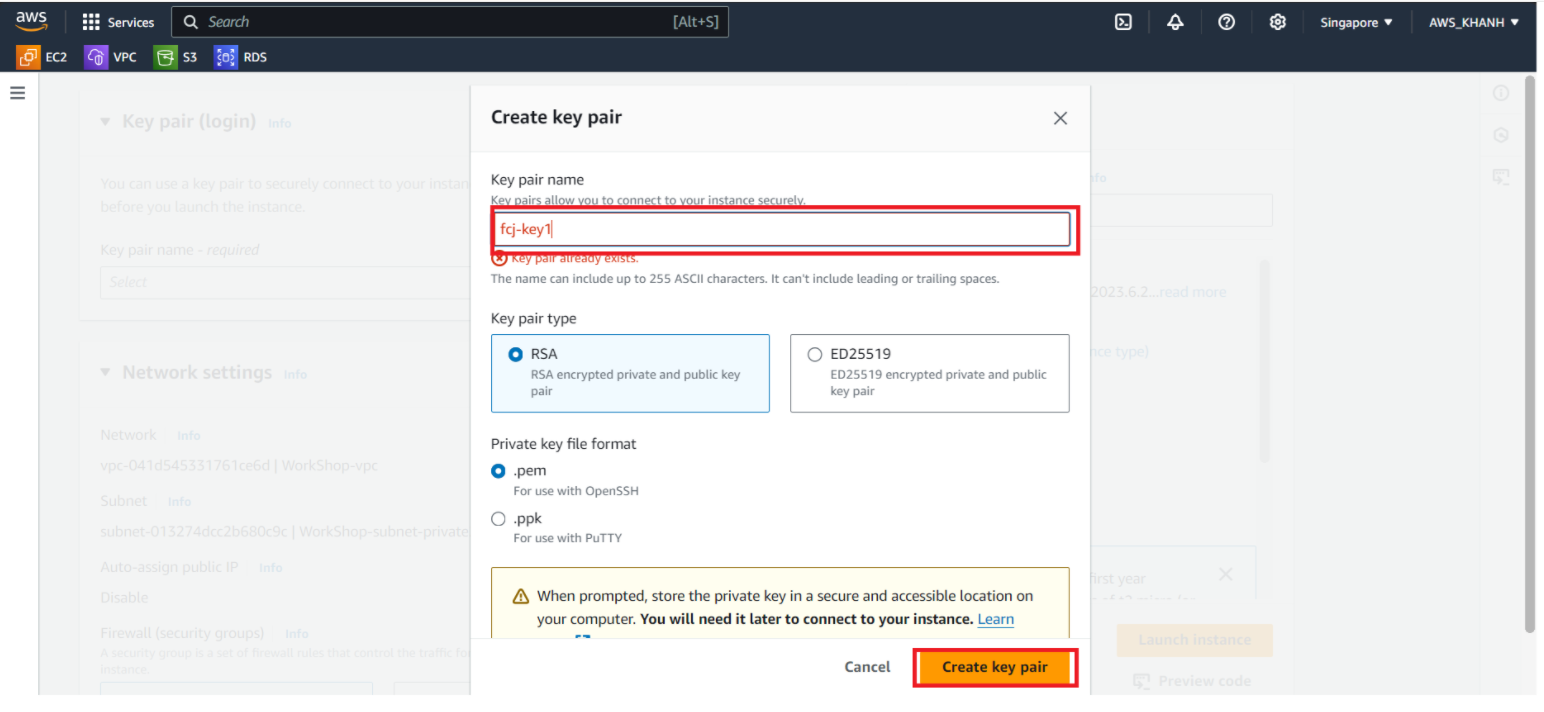 aws
Services
Search
[Alt+S]
Singapore
AWS_KHANH
EC2
VPC
S3
RDS
Key pair (login) Info
You can use a key pair to securely connect to your instan
before you launch the instance.
Key pair name - required
Select
Network settings Info
Network Info
vpc-041d545331761ce6d | WorkShop-vpc
Subnet Info
subnet-013274dcc2b680c9c | WorkShop-subnet-private
Auto-assign public IP Info
Disable
Firewall (security groups) Info
A security group is a set of firewall rules that control the traffic fo
instance.
Create key pair
Key pair name
Key pairs allow you to connect to your instance securely.
fcj-key1
Key pair already exists.
The name can include up to 255 ASCII characters. It can't include leading or trailing spaces.
Key pair type
RSA
RSA encrypted private and public key
pair
ED25519
ED25519 encrypted private and public
key pair
Private key file format
.pem
For use with OpenSSH
.ppk
For use with PuTTY
When prompted, store the private key in a secure and accessible location on
your computer. You will need it later to connect to your instance. Learn
Cancel
Create key pair
nfo
2023.6.2...read more
nce type)
first year
Launch instance
Preview code